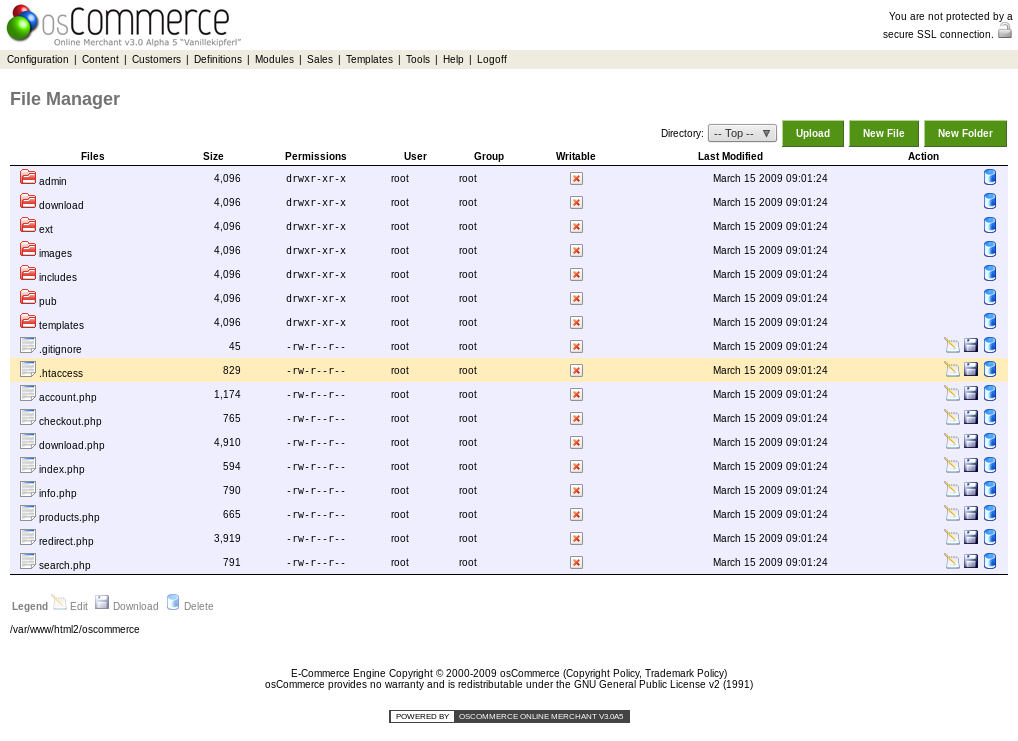 osCommerce
Online Merchant v3.0 Alpha 5 "Vanillekipferl"
You are not protected by a
secure SSL connection.
Configuration | Content | Customers | Definitions | Modules | Sales | Templates | Tools | Help | Logoff
File Manager
Directory: -- Top -- Upload New File New Folder
Files Size Permissions User Group Writable Last Modified Action
admin 4,096 drwxr-xr-x root root March 15 2009 09:01:24
download 4,096 drwxr-xr-x root root March 15 2009 09:01:24
ext 4,096 drwxr-xr-x root root March 15 2009 09:01:24
images 4,096 drwxr-xr-x root root March 15 2009 09:01:24
includes 4,096 drwxr-xr-x root root March 15 2009 09:01:24
pub 4,096 drwxr-xr-x root root March 15 2009 09:01:24
templates 4,096 drwxr-xr-x root root March 15 2009 09:01:24
.gitignore 45 -rw-r--r-- root root March 15 2009 09:01:24
.htaccess 829 -rw-r--r-- root root March 15 2009 09:01:24
account.php 1,174 -rw-r--r-- root root March 15 2009 09:01:24
checkout.php 765 -rw-r--r-- root root March 15 2009 09:01:24
download.php 4,910 -rw-r--r-- root root March 15 2009 09:01:24
index.php 594 -rw-r--r-- root root March 15 2009 09:01:24
info.php 790 -rw-r--r-- root root March 15 2009 09:01:24
products.php 665 -rw-r--r-- root root March 15 2009 09:01:24
redirect.php 3,919 -rw-r--r-- root root March 15 2009 09:01:24
search.php 791 -rw-r--r-- root root March 15 2009 09:01:24
Legend Edit Download Delete
/var/www/html2/oscommerce
E-Commerce Engine Copyright © 2000-2009 osCommerce (Copyright Policy, Trademark Policy)
osCommerce provides no warranty and is redistributable under the GNU General Public License v2 (1991)
POWERED BY OSCOMMERCE ONLINE MERCHANT V3.0A5